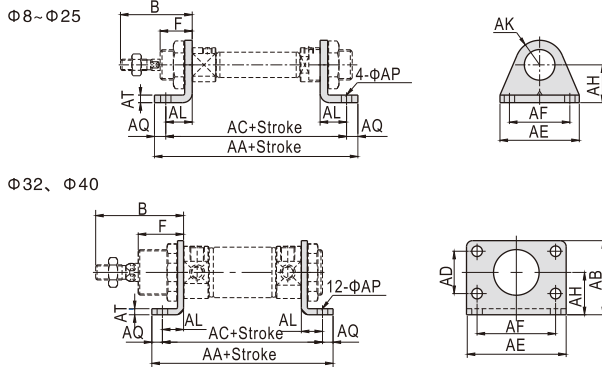 Φ8~Φ25
B
F
AK
4-ΦAP
AT
AH
AL
AL
AF
AQ
AC+Stroke
AQ
AE
AA+Stroke
Φ32、Φ40
B
F
12-ΦAP
AD
AH
AB
AT
AL
AL
AQ
AC+Stroke
AQ
AF
AA+Stroke
AE